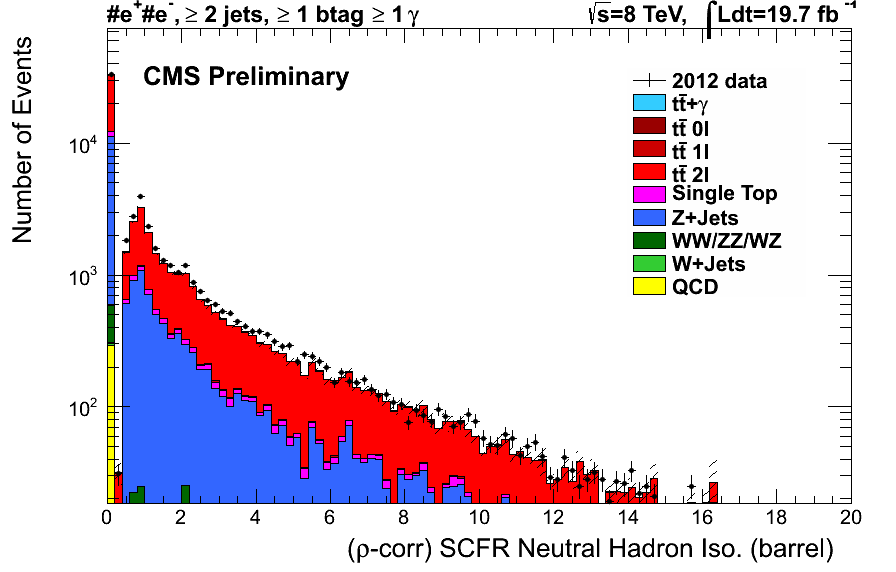 #e⁺#e⁻, ≥ 2 jets, ≥ 1 btag ≥ 1 γ
√s=8 TeV, ∫Ldt=19.7 fb⁻¹
CMS Preliminary
Number of Events
2012 data
tt̄+γ
tt̄ 0l
tt̄ 1l
tt̄ 2l
Single Top
Z+Jets
WW/ZZ/WZ
W+Jets
QCD
10⁴
10³
10²
0 2 4 6 8 10 12 14 16 18 20
(ρ-corr) SCFR Neutral Hadron Iso. (barrel)